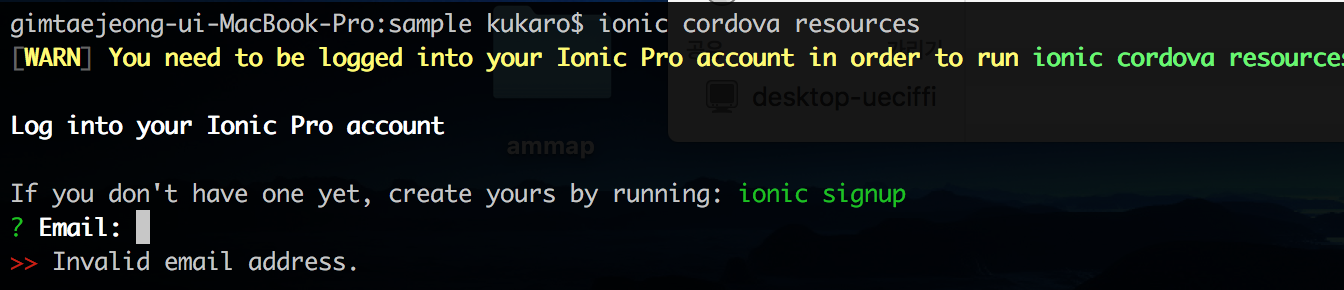 gimtaejeong-ui-MacBook-Pro:sample kukaro$ ionic cordova resources
[WARN] You need to be logged into your Ionic Pro account in order to run ionic cordova resources
desktop-ueciffi
Log into your Ionic Pro account
ammap
If you don't have one yet, create yours by running: ionic signup
? Email:
>> Invalid email address.